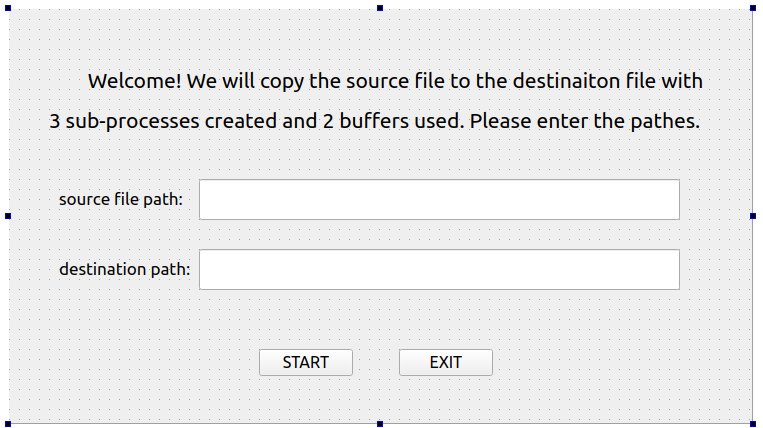 Welcome! We will copy the source file to the destinaiton file with
3 sub-processes created and 2 buffers used. Please enter the pathes.
source file path:
destination path:
START EXIT